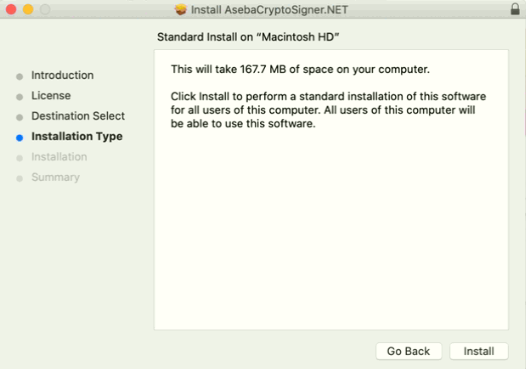 Install AsebaCryptoSigner.NET
Standard Install on “Macintosh HD”
Introduction
License
Destination Select
Installation Type
Installation
Summary
This will take 167.7 MB of space on your computer.
Click Install to perform a standard installation of this software
for all users of this computer. All users of this computer will
be able to use this software.
Go Back
Install